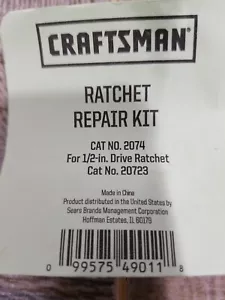 CRAFTSMAN®
RATCHET
REPAIR KIT
CAT NO. 2074
For 1/2-in. Drive Ratchet
Cat No. 20723
Made in China
Product distributed in the United States by
Sears Brands Management Corporation
Hoffman Estates, IL 60179
0 99575 49011 8